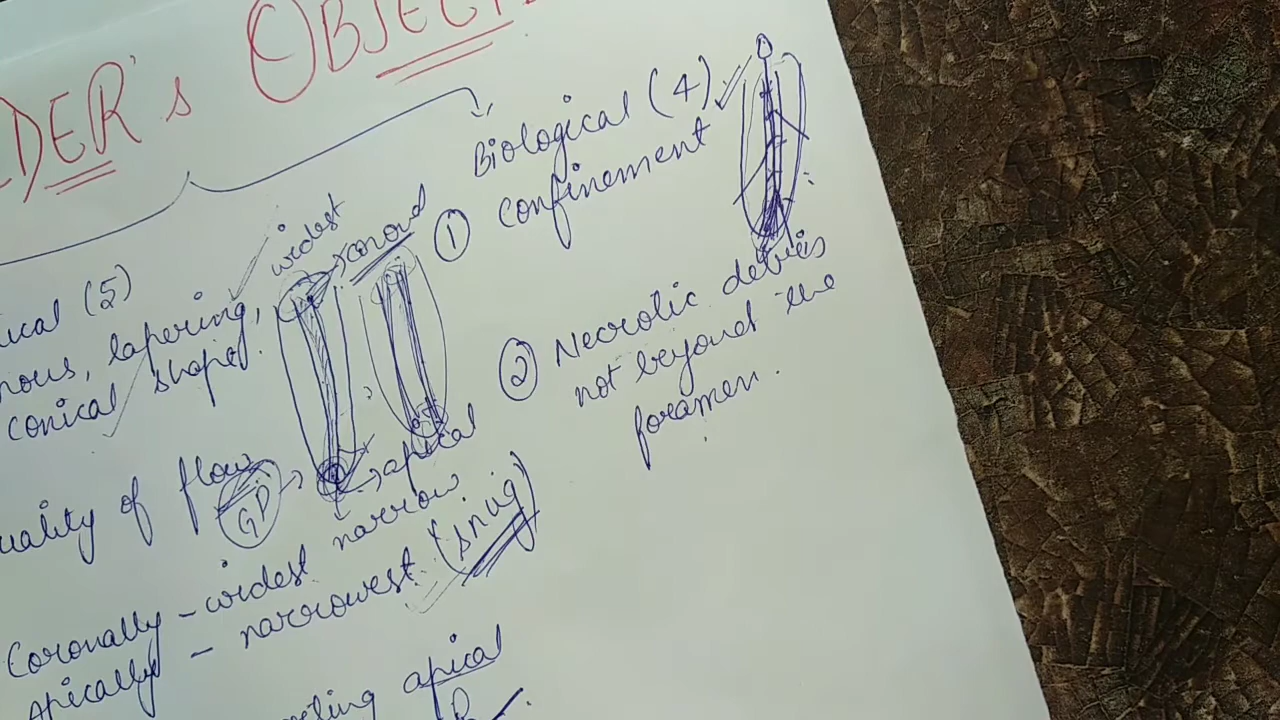 DER's OBJECT
Biological (4)
① confinement
② Necrotic debris
not beyond the
foramen.
ical (5)
nous, tapering,
conical shape.
widest
coronal
apical
uality of flow
GP
narrow
Coronally - widest
Apically - narrowest (snug)
apical